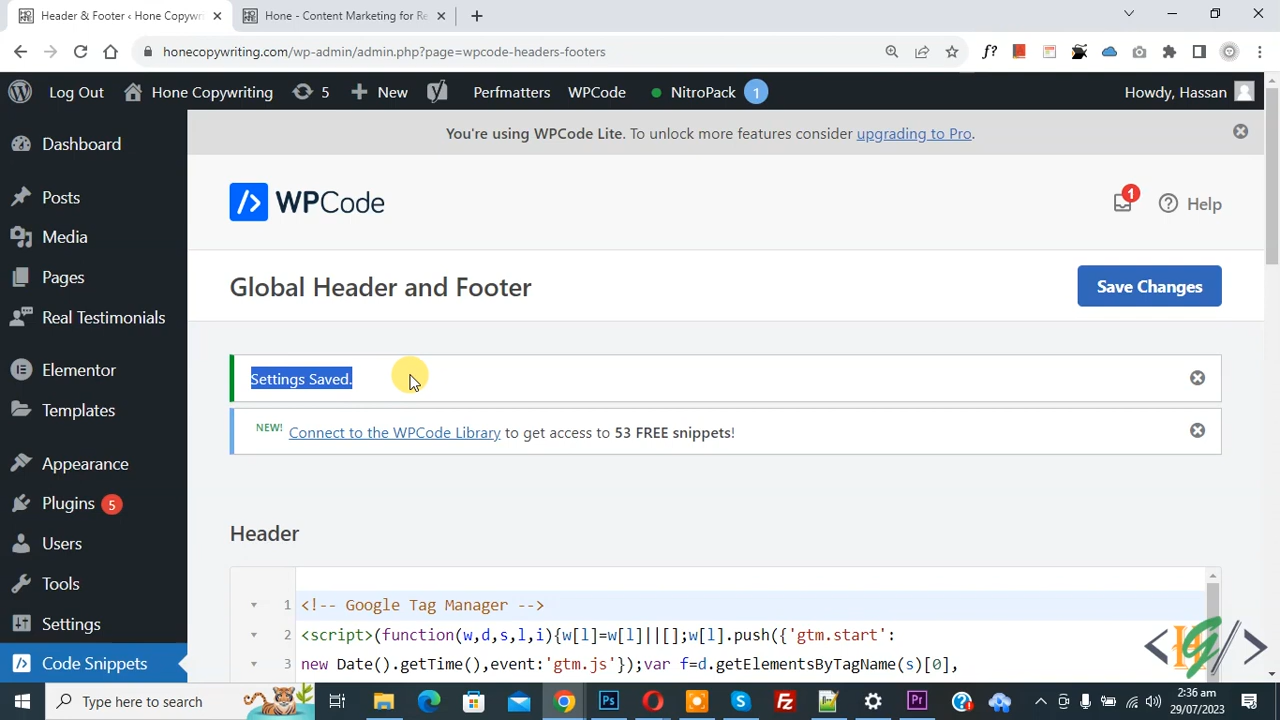 Header & Footer ‹ Hone Copywr
Hone - Content Marketing for Re
honecopywriting.com/wp-admin/admin.php?page=wpcode-headers-footers
f?
Log Out
Hone Copywriting
5
New
Perfmatters
WPCode
NitroPack
1
Howdy, Hassan
Dashboard
Posts
Media
Pages
Real Testimonials
Elementor
Templates
Appearance
Plugins
5
Users
Tools
Settings
Code Snippets
You're using WPCode Lite. To unlock more features consider upgrading to Pro.
WPCode
1
Help
Global Header and Footer
Save Changes
Settings Saved.
NEW! Connect to the WPCode Library to get access to 53 FREE snippets!
Header
1 <!-- Google Tag Manager -->
2 <script>(function(w,d,s,l,i){w[l]=w[l]||[];w[l].push({'gtm.start':
3 new Date().getTime(),event:'gtm.js'});var f=d.getElementsByTagName(s)[0],
Type here to search
Ps
Pr
2:36 am
29/07/2023